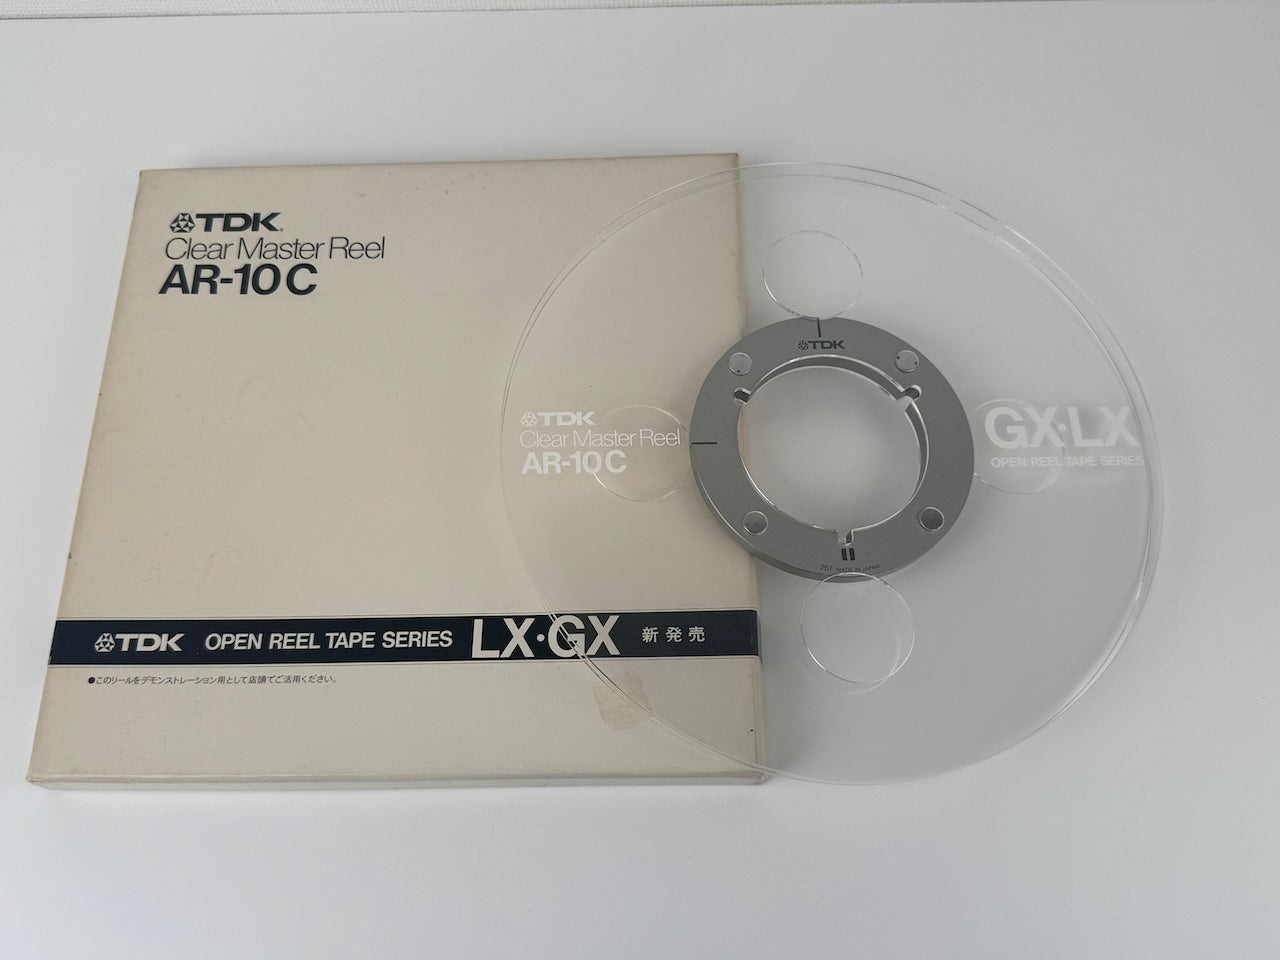 TDK®
Clear Master Reel
AR-10C
TDK OPEN REEL TAPE SERIES LX·GX 新発売
●このリールをデモンストレーション用として店頭でご活用ください。
TDK
TDK
Clear Master Reel
AR-10C
GX·LX
OPEN REEL TAPE SERIES
267 MADE IN JAPAN